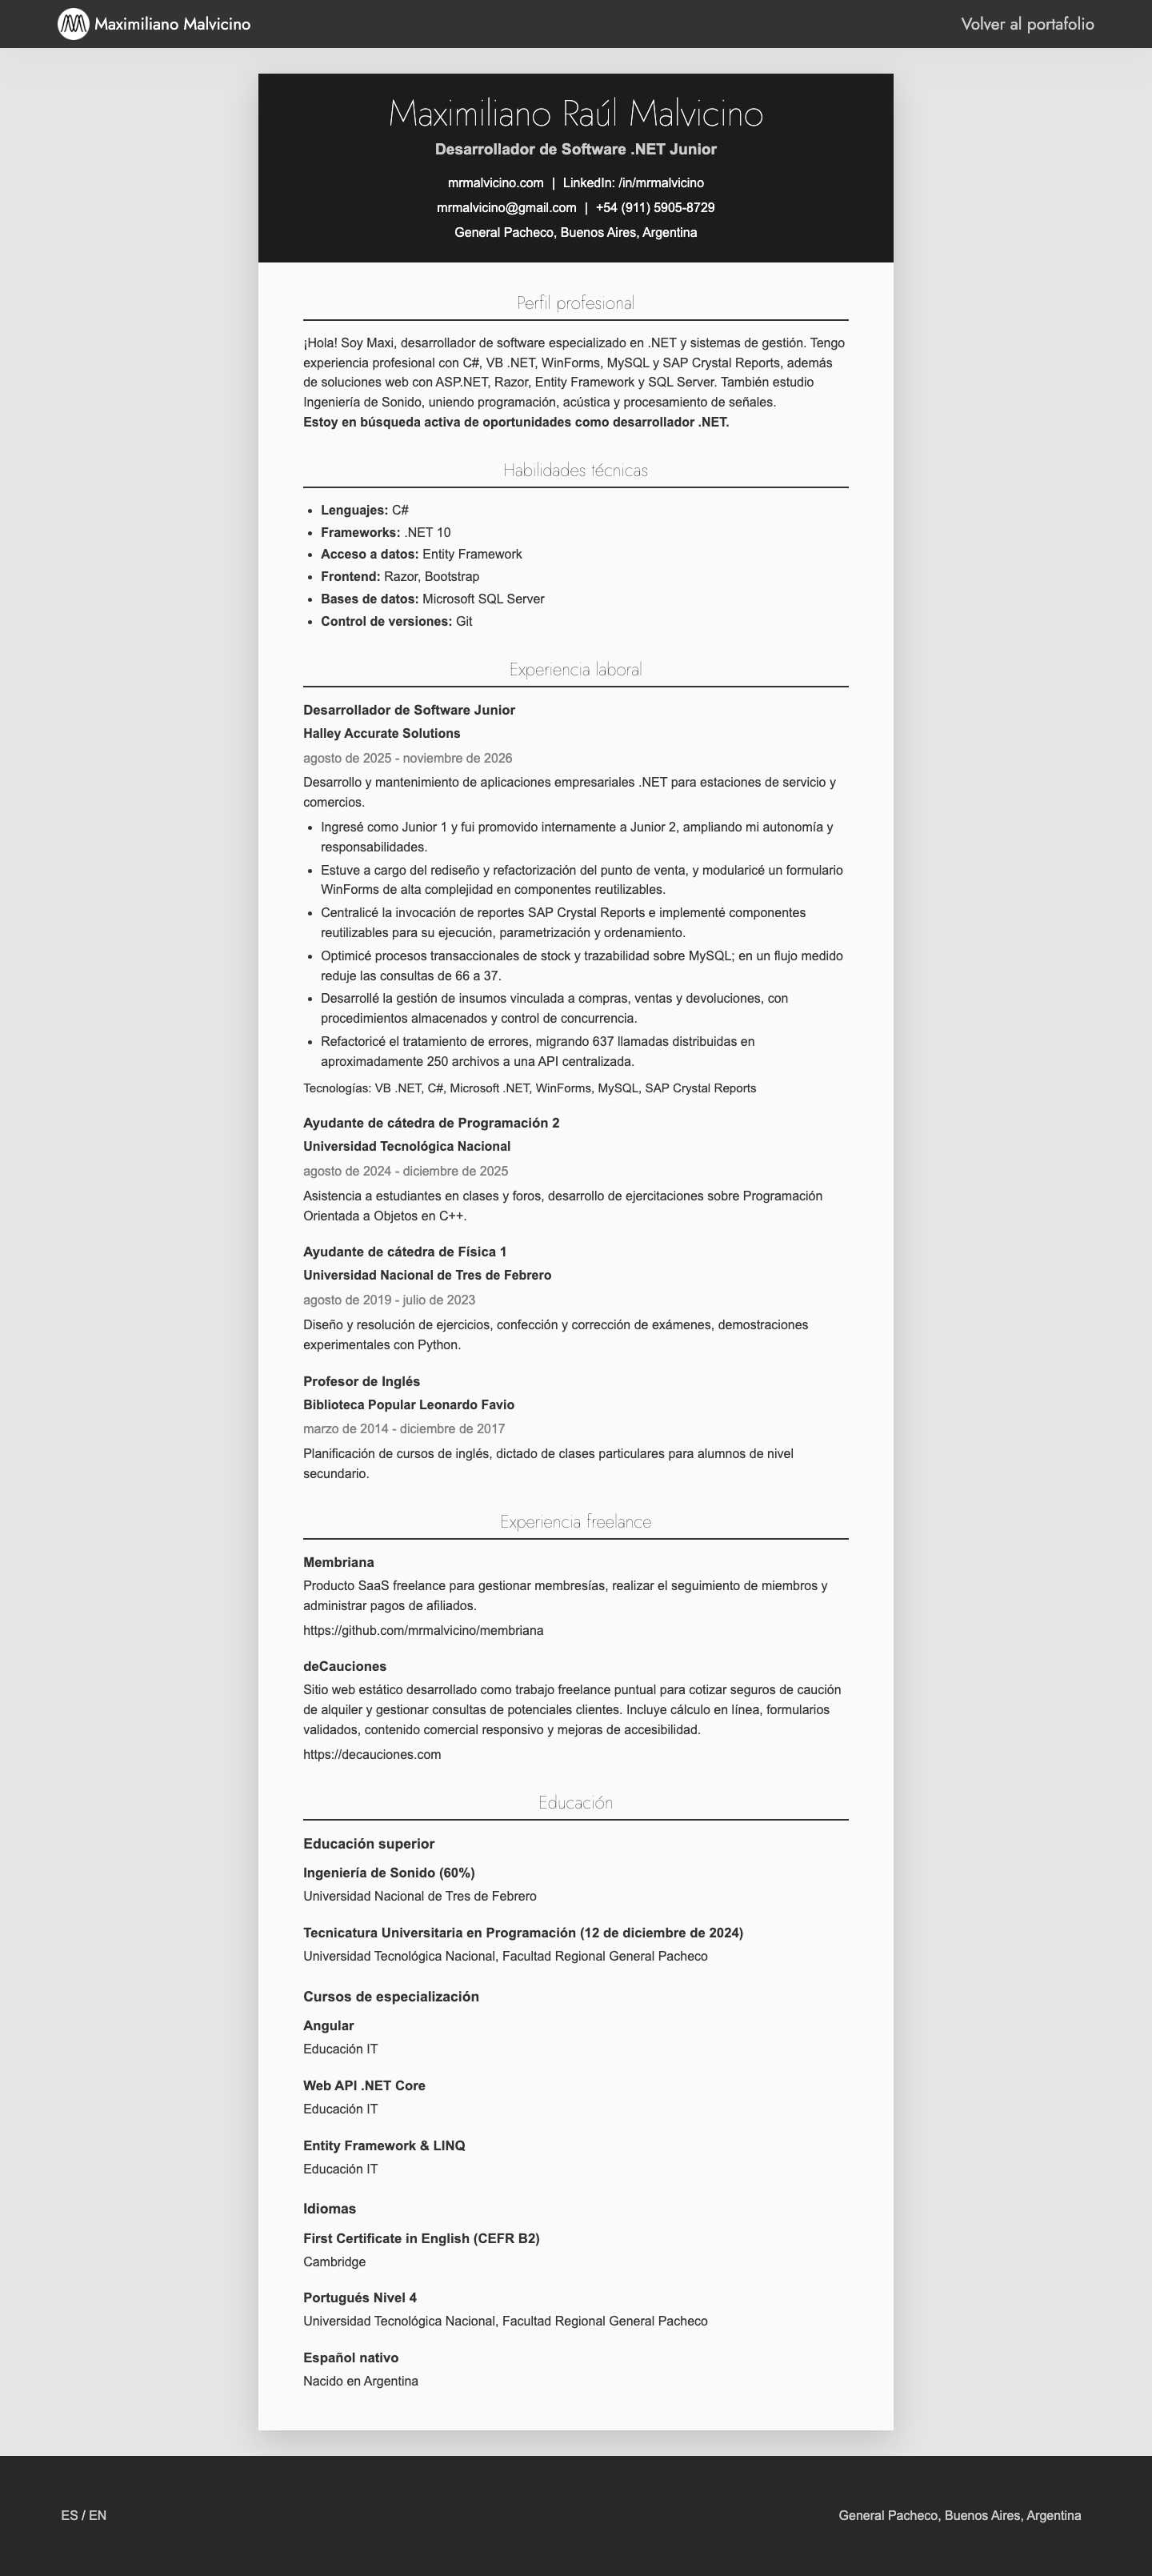 Maximiliano Malvicino
Volver al portafolio
Maximiliano Raúl Malvicino
Desarrollador de Software .NET Junior
mrmalvicino.com | LinkedIn: /in/mrmalvicino
mrmalvicino@gmail.com | +54 (911) 5905-8729
General Pacheco, Buenos Aires, Argentina
Perfil profesional
¡Hola! Soy Maxi, desarrollador de software especializado en .NET y sistemas de gestión. Tengo
experiencia profesional con C#, VB .NET, WinForms, MySQL y SAP Crystal Reports, además
de soluciones web con ASP.NET, Razor, Entity Framework y SQL Server. También estudio
Ingeniería de Sonido, uniendo programación, acústica y procesamiento de señales.
Estoy en búsqueda activa de oportunidades como desarrollador .NET.
Habilidades técnicas
• Lenguajes: C#
• Frameworks: .NET 10
• Acceso a datos: Entity Framework
• Frontend: Razor, Bootstrap
• Bases de datos: Microsoft SQL Server
• Control de versiones: Git
Experiencia laboral
Desarrollador de Software Junior
Halley Accurate Solutions
agosto de 2025 - noviembre de 2026
Desarrollo y mantenimiento de aplicaciones empresariales .NET para estaciones de servicio y
comercios.
• Ingresé como Junior 1 y fui promovido internamente a Junior 2, ampliando mi autonomía y
responsabilidades.
• Estuve a cargo del rediseño y refactorización del punto de venta, y modularicé un formulario
WinForms de alta complejidad en componentes reutilizables.
• Centralicé la invocación de reportes SAP Crystal Reports e implementé componentes
reutilizables para su ejecución, parametrización y ordenamiento.
• Optimicé procesos transaccionales de stock y trazabilidad sobre MySQL; en un flujo medido
reduje las consultas de 66 a 37.
• Desarrollé la gestión de insumos vinculada a compras, ventas y devoluciones, con
procedimientos almacenados y control de concurrencia.
• Refactoricé el tratamiento de errores, migrando 637 llamadas distribuidas en
aproximadamente 250 archivos a una API centralizada.
Tecnologías: VB .NET, C#, Microsoft .NET, WinForms, MySQL, SAP Crystal Reports
Ayudante de cátedra de Programación 2
Universidad Tecnológica Nacional
agosto de 2024 - diciembre de 2025
Asistencia a estudiantes en clases y foros, desarrollo de ejercitaciones sobre Programación
Orientada a Objetos en C++.
Ayudante de cátedra de Física 1
Universidad Nacional de Tres de Febrero
agosto de 2019 - julio de 2023
Diseño y resolución de ejercicios, confección y corrección de exámenes, demostraciones
experimentales con Python.
Profesor de Inglés
Biblioteca Popular Leonardo Favio
marzo de 2014 - diciembre de 2017
Planificación de cursos de inglés, dictado de clases particulares para alumnos de nivel
secundario.
Experiencia freelance
Membriana
Producto SaaS freelance para gestionar membresías, realizar el seguimiento de miembros y
administrar pagos de afiliados.
https://github.com/mrmalvicino/membriana
deCauciones
Sitio web estático desarrollado como trabajo freelance puntual para cotizar seguros de caución
de alquiler y gestionar consultas de potenciales clientes. Incluye cálculo en línea, formularios
validados, contenido comercial responsivo y mejoras de accesibilidad.
https://decauciones.com
Educación
Educación superior
Ingeniería de Sonido (60%)
Universidad Nacional de Tres de Febrero
Tecnicatura Universitaria en Programación (12 de diciembre de 2024)
Universidad Tecnológica Nacional, Facultad Regional General Pacheco
Cursos de especialización
Angular
Educación IT
Web API .NET Core
Educación IT
Entity Framework & LINQ
Educación IT
Idiomas
First Certificate in English (CEFR B2)
Cambridge
Portugués Nivel 4
Universidad Tecnológica Nacional, Facultad Regional General Pacheco
Español nativo
Nacido en Argentina
ES / EN
General Pacheco, Buenos Aires, Argentina